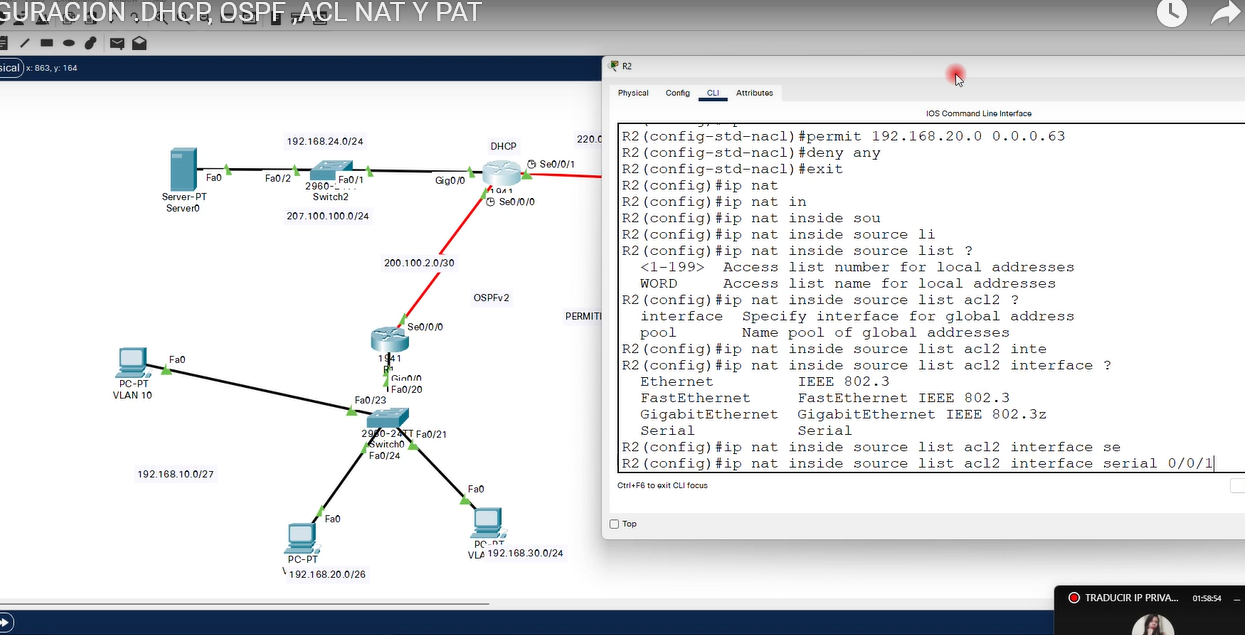 GURACION : DHCP, OSPF, ACL NAT Y PAT
sical x: 863, y: 164
R2
Physical Config CLI Attributes
IOS Command Line Interface
R2(config-std-nacl)#permit 192.168.20.0 0.0.0.63
R2(config-std-nacl)#deny any
R2(config-std-nacl)#exit
R2(config)#ip nat
R2(config)#ip nat in
R2(config)#ip nat inside sou
R2(config)#ip nat inside source li
R2(config)#ip nat inside source list ?
<1-199> Access list number for local addresses
WORD Access list name for local addresses
R2(config)#ip nat inside source list acl2 ?
interface Specify interface for global address
pool Name pool of global addresses
R2(config)#ip nat inside source list acl2 inte
R2(config)#ip nat inside source list acl2 interface ?
Ethernet IEEE 802.3
FastEthernet FastEthernet IEEE 802.3
GigabitEthernet GigabitEthernet IEEE 802.3z
Serial Serial
R2(config)#ip nat inside source list acl2 interface se
R2(config)#ip nat inside source list acl2 interface serial 0/0/1
Ctrl+F6 to exit CLI focus
Top
192.168.24.0/24
DHCP
220.0
Se0/0/1
Fa0
Fa0/2
Fa0/1
Gig0/0
Server-PT
Server0
Switch2
1941
Se0/0/0
207.100.100.0/24
200.100.2.0/30
OSPFv2
PERMITI
Se0/0/0
1941
R1
Gig0/0
Fa0/20
Fa0
PC-PT
VLAN 10
Fa0/23
2960-24TT
Fa0/21
Switch0
Fa0/24
192.168.10.0/27
Fa0
Fa0
PC-PT
192.168.20.0/26
PC-PT
VLA 192.168.30.0/24
TRADUCIR IP PRIVA... 01:58:54